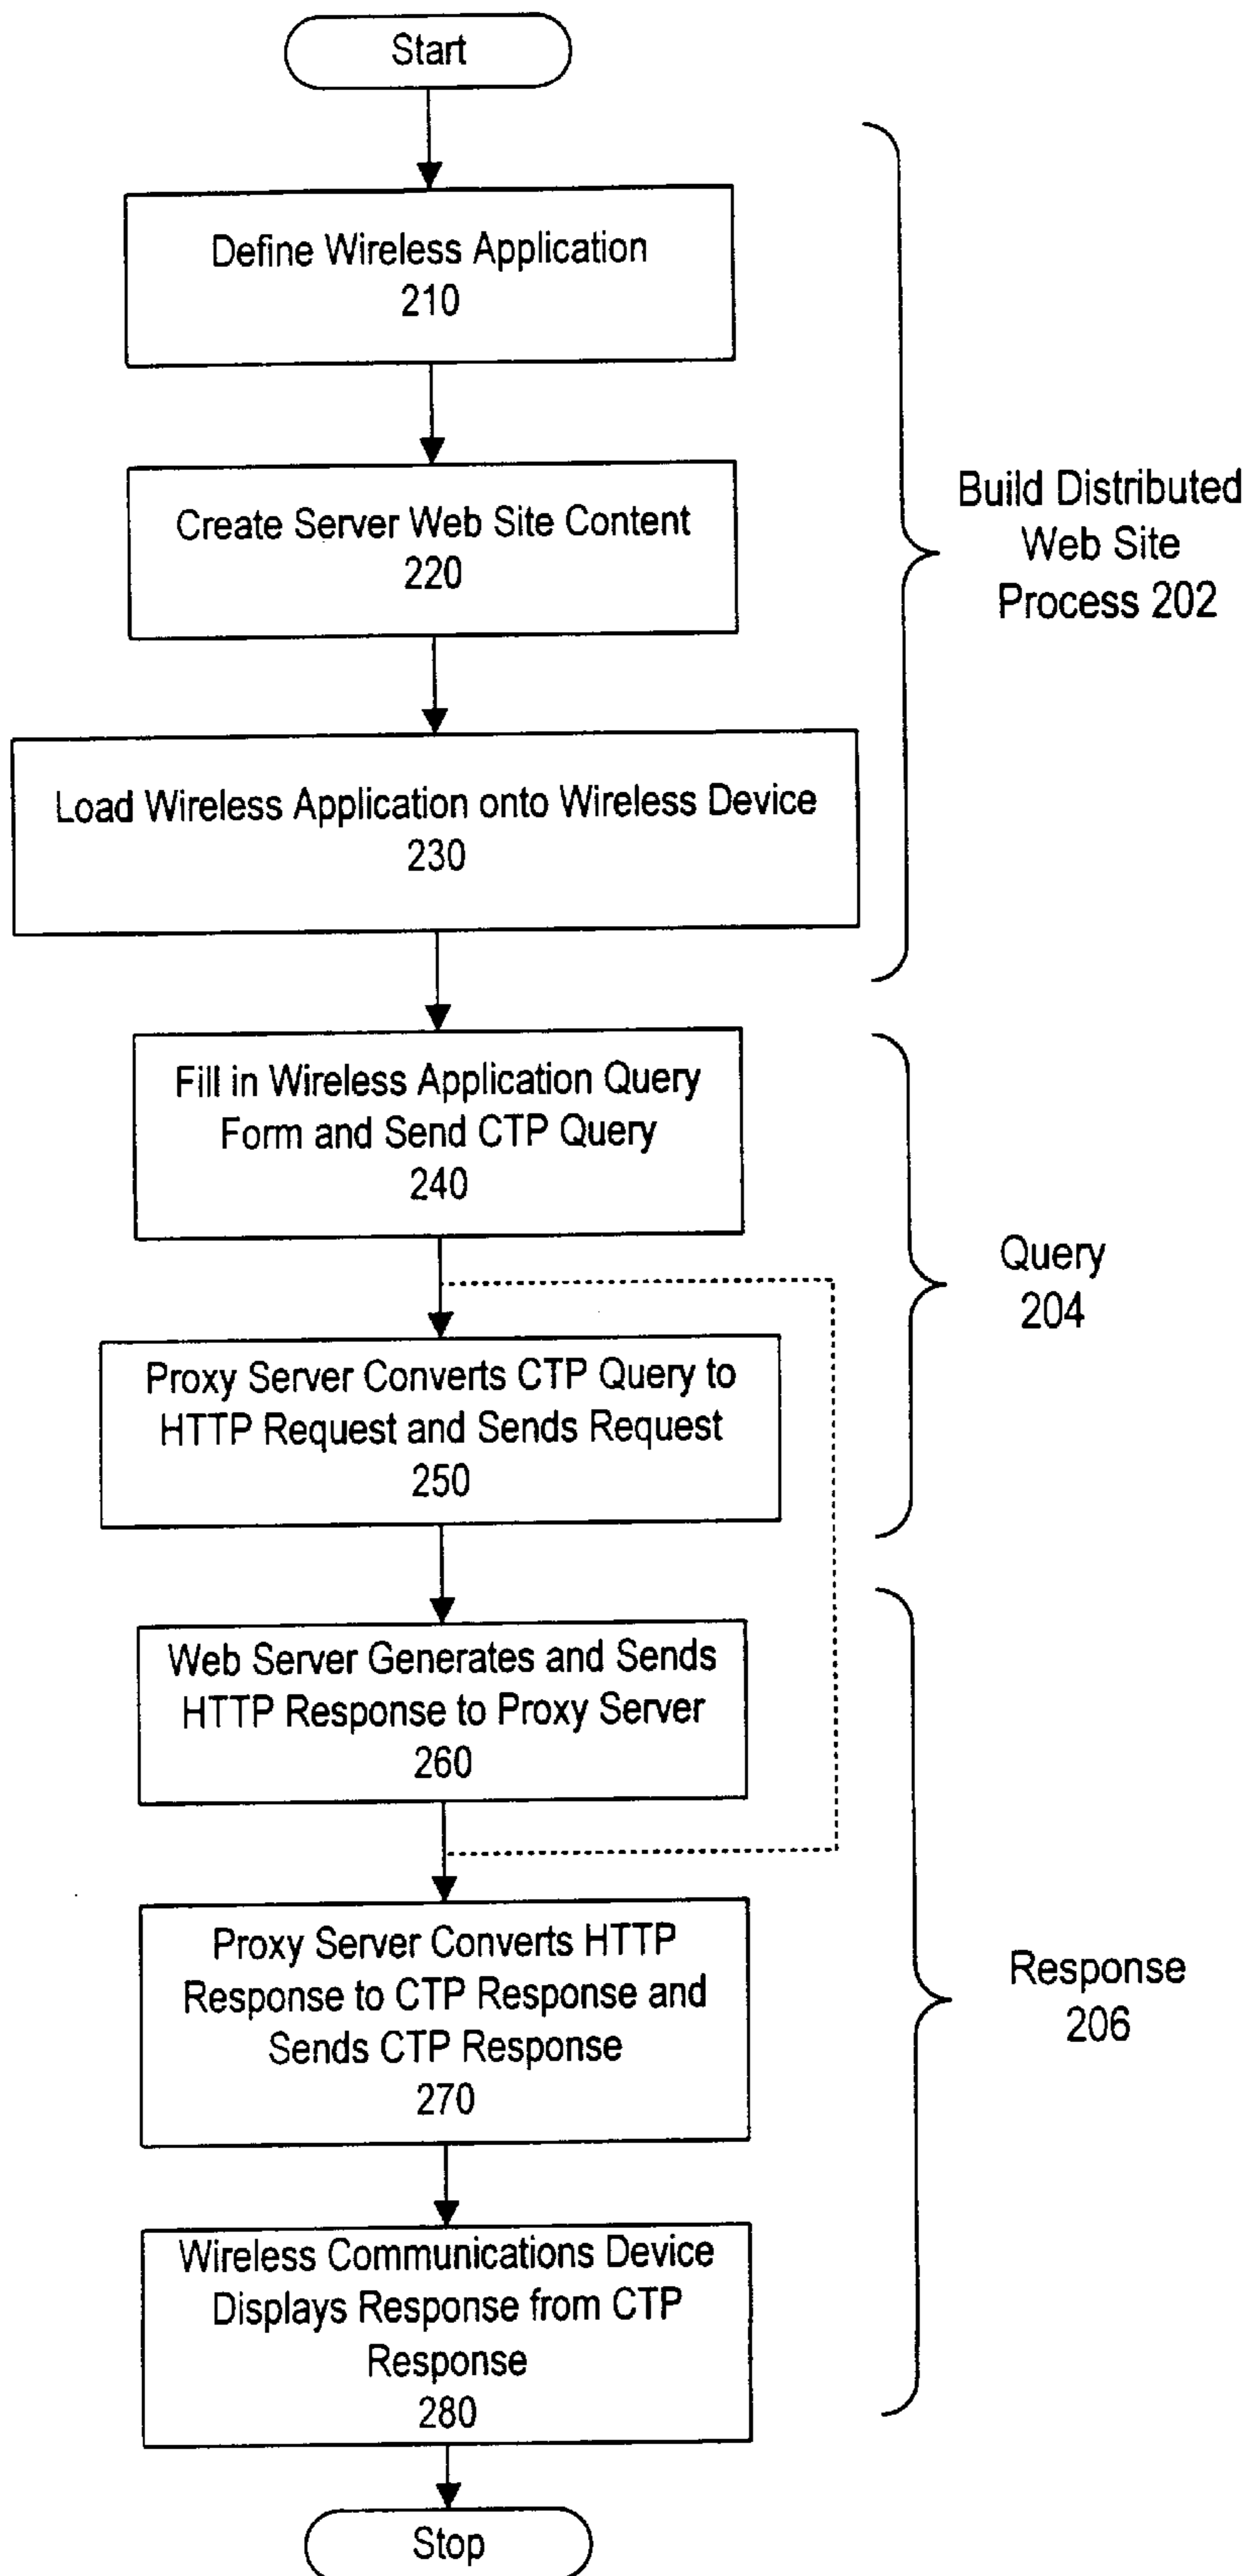 Start
Define Wireless Application
210
Create Server Web Site Content
220
Load Wireless Application onto Wireless Device
230
Build Distributed
Web Site
Process 202
Fill in Wireless Application Query
Form and Send CTP Query
240
Proxy Server Converts CTP Query to
HTTP Request and Sends Request
250
Query
204
Web Server Generates and Sends
HTTP Response to Proxy Server
260
Proxy Server Converts HTTP
Response to CTP Response and
Sends CTP Response
270
Wireless Communications Device
Displays Response from CTP
Response
280
Response
206
Stop